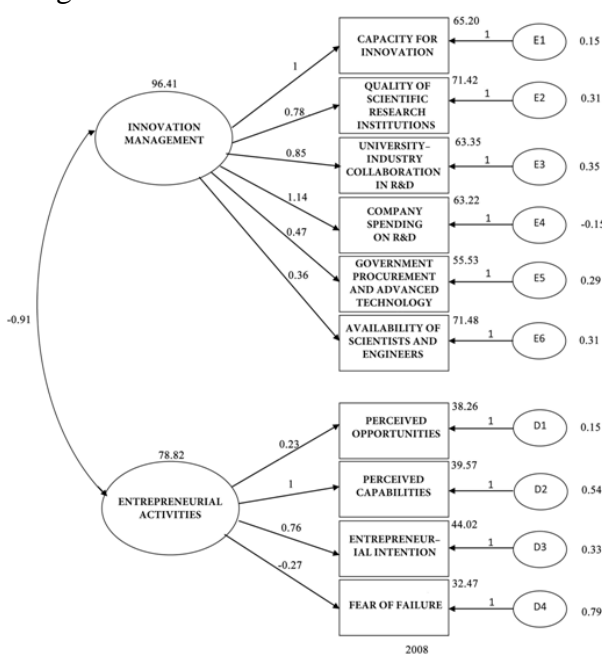 65.20
CAPACITY FOR
INNOVATION
1
E1
0.15
1
96.41
INNOVATION
MANAGEMENT
71.42
QUALITY OF
SCIENTIFIC
RESEARCH
INSTITUTIONS
1
E2
0.31
0.78
63.35
UNIVERSITY–
INDUSTRY
COLLABORATION
IN R&D
1
E3
0.35
0.85
63.22
COMPANY
SPENDING
ON R&D
1
E4
-0.15
1.14
55.53
GOVERNMENT
PROCUREMENT
AND ADVANCED
TECHNOLOGY
1
E5
0.29
0.47
71.48
AVAILABILITY OF
SCIENTISTS AND
ENGINEERS
1
E6
0.31
0.36
-0.91
38.26
PERCEIVED
OPPORTUNITIES
1
D1
0.15
0.23
78.82
ENTREPRENEURIAL
ACTIVITIES
39.57
PERCEIVED
CAPABILITIES
1
D2
0.54
1
44.02
ENTREPRENEUR–
IAL INTENTION
1
D3
0.33
0.76
32.47
FEAR OF FAILURE
1
D4
0.79
-0.27
2008